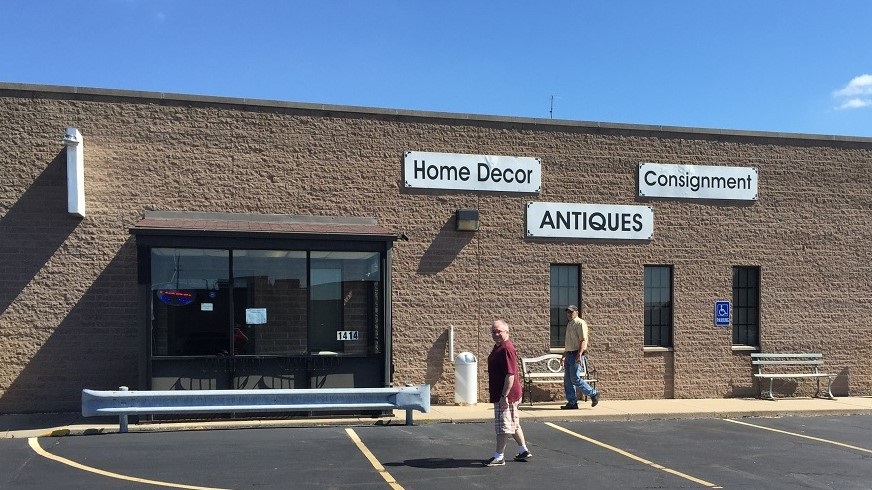 Home Decor
Consignment
ANTIQUES
1414